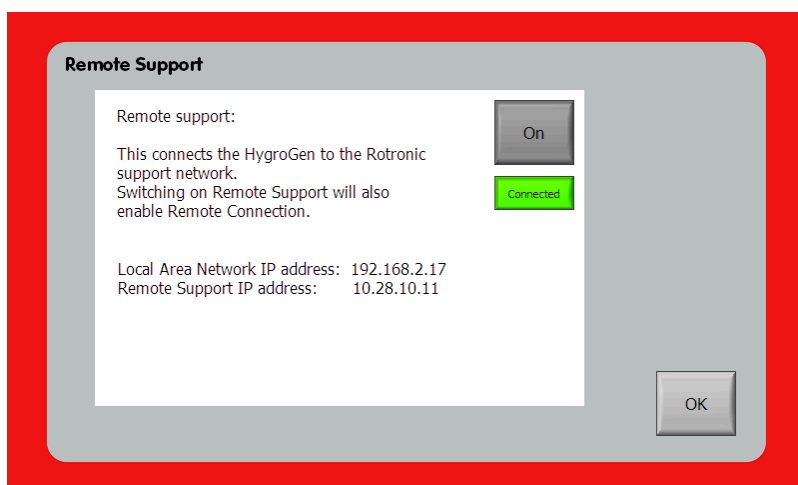 Remote Support
Remote support:
On
This connects the HygroGen to the Rotronic
support network.
Switching on Remote Support will also
enable Remote Connection.
Connected
Local Area Network IP address: 192.168.2.17
Remote Support IP address: 10.28.10.11
OK